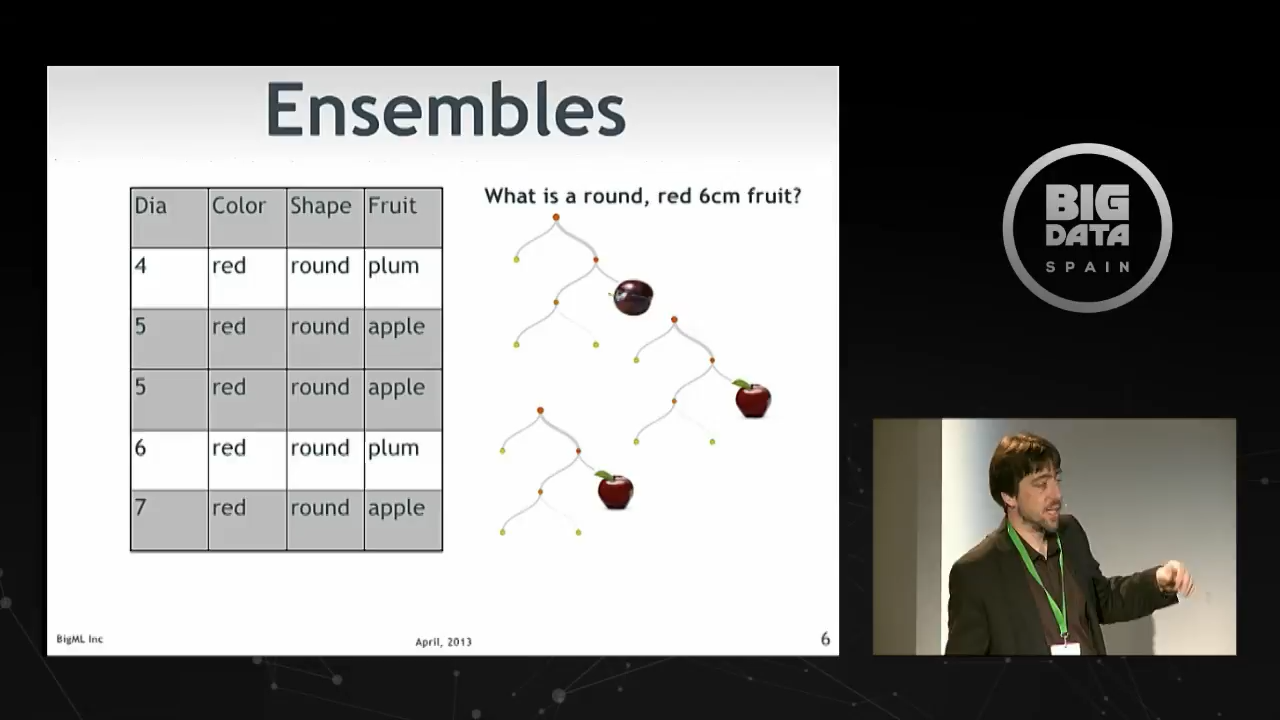 Ensembles
Dia Color Shape Fruit
4 red round plum
5 red round apple
5 red round apple
6 red round plum
7 red round apple
What is a round, red 6cm fruit?
BigML Inc
April, 2013
6
BIG
DATA
SPAIN